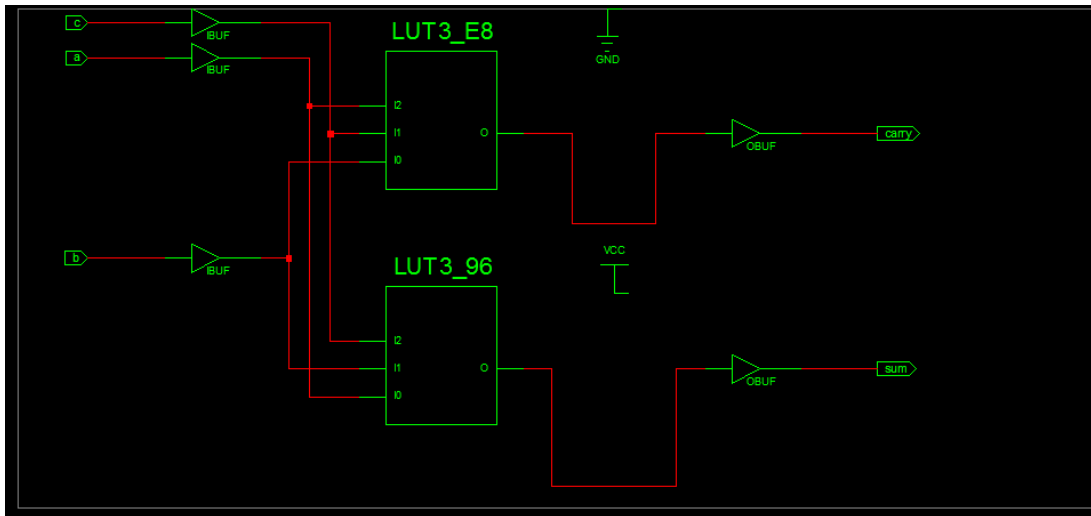 c
IBUF
LUT3_E8
GND
a
IBUF
I2
I1
O
I0
OBUF
carry
b
IBUF
VCC
LUT3_96
I2
I1
O
I0
OBUF
sum